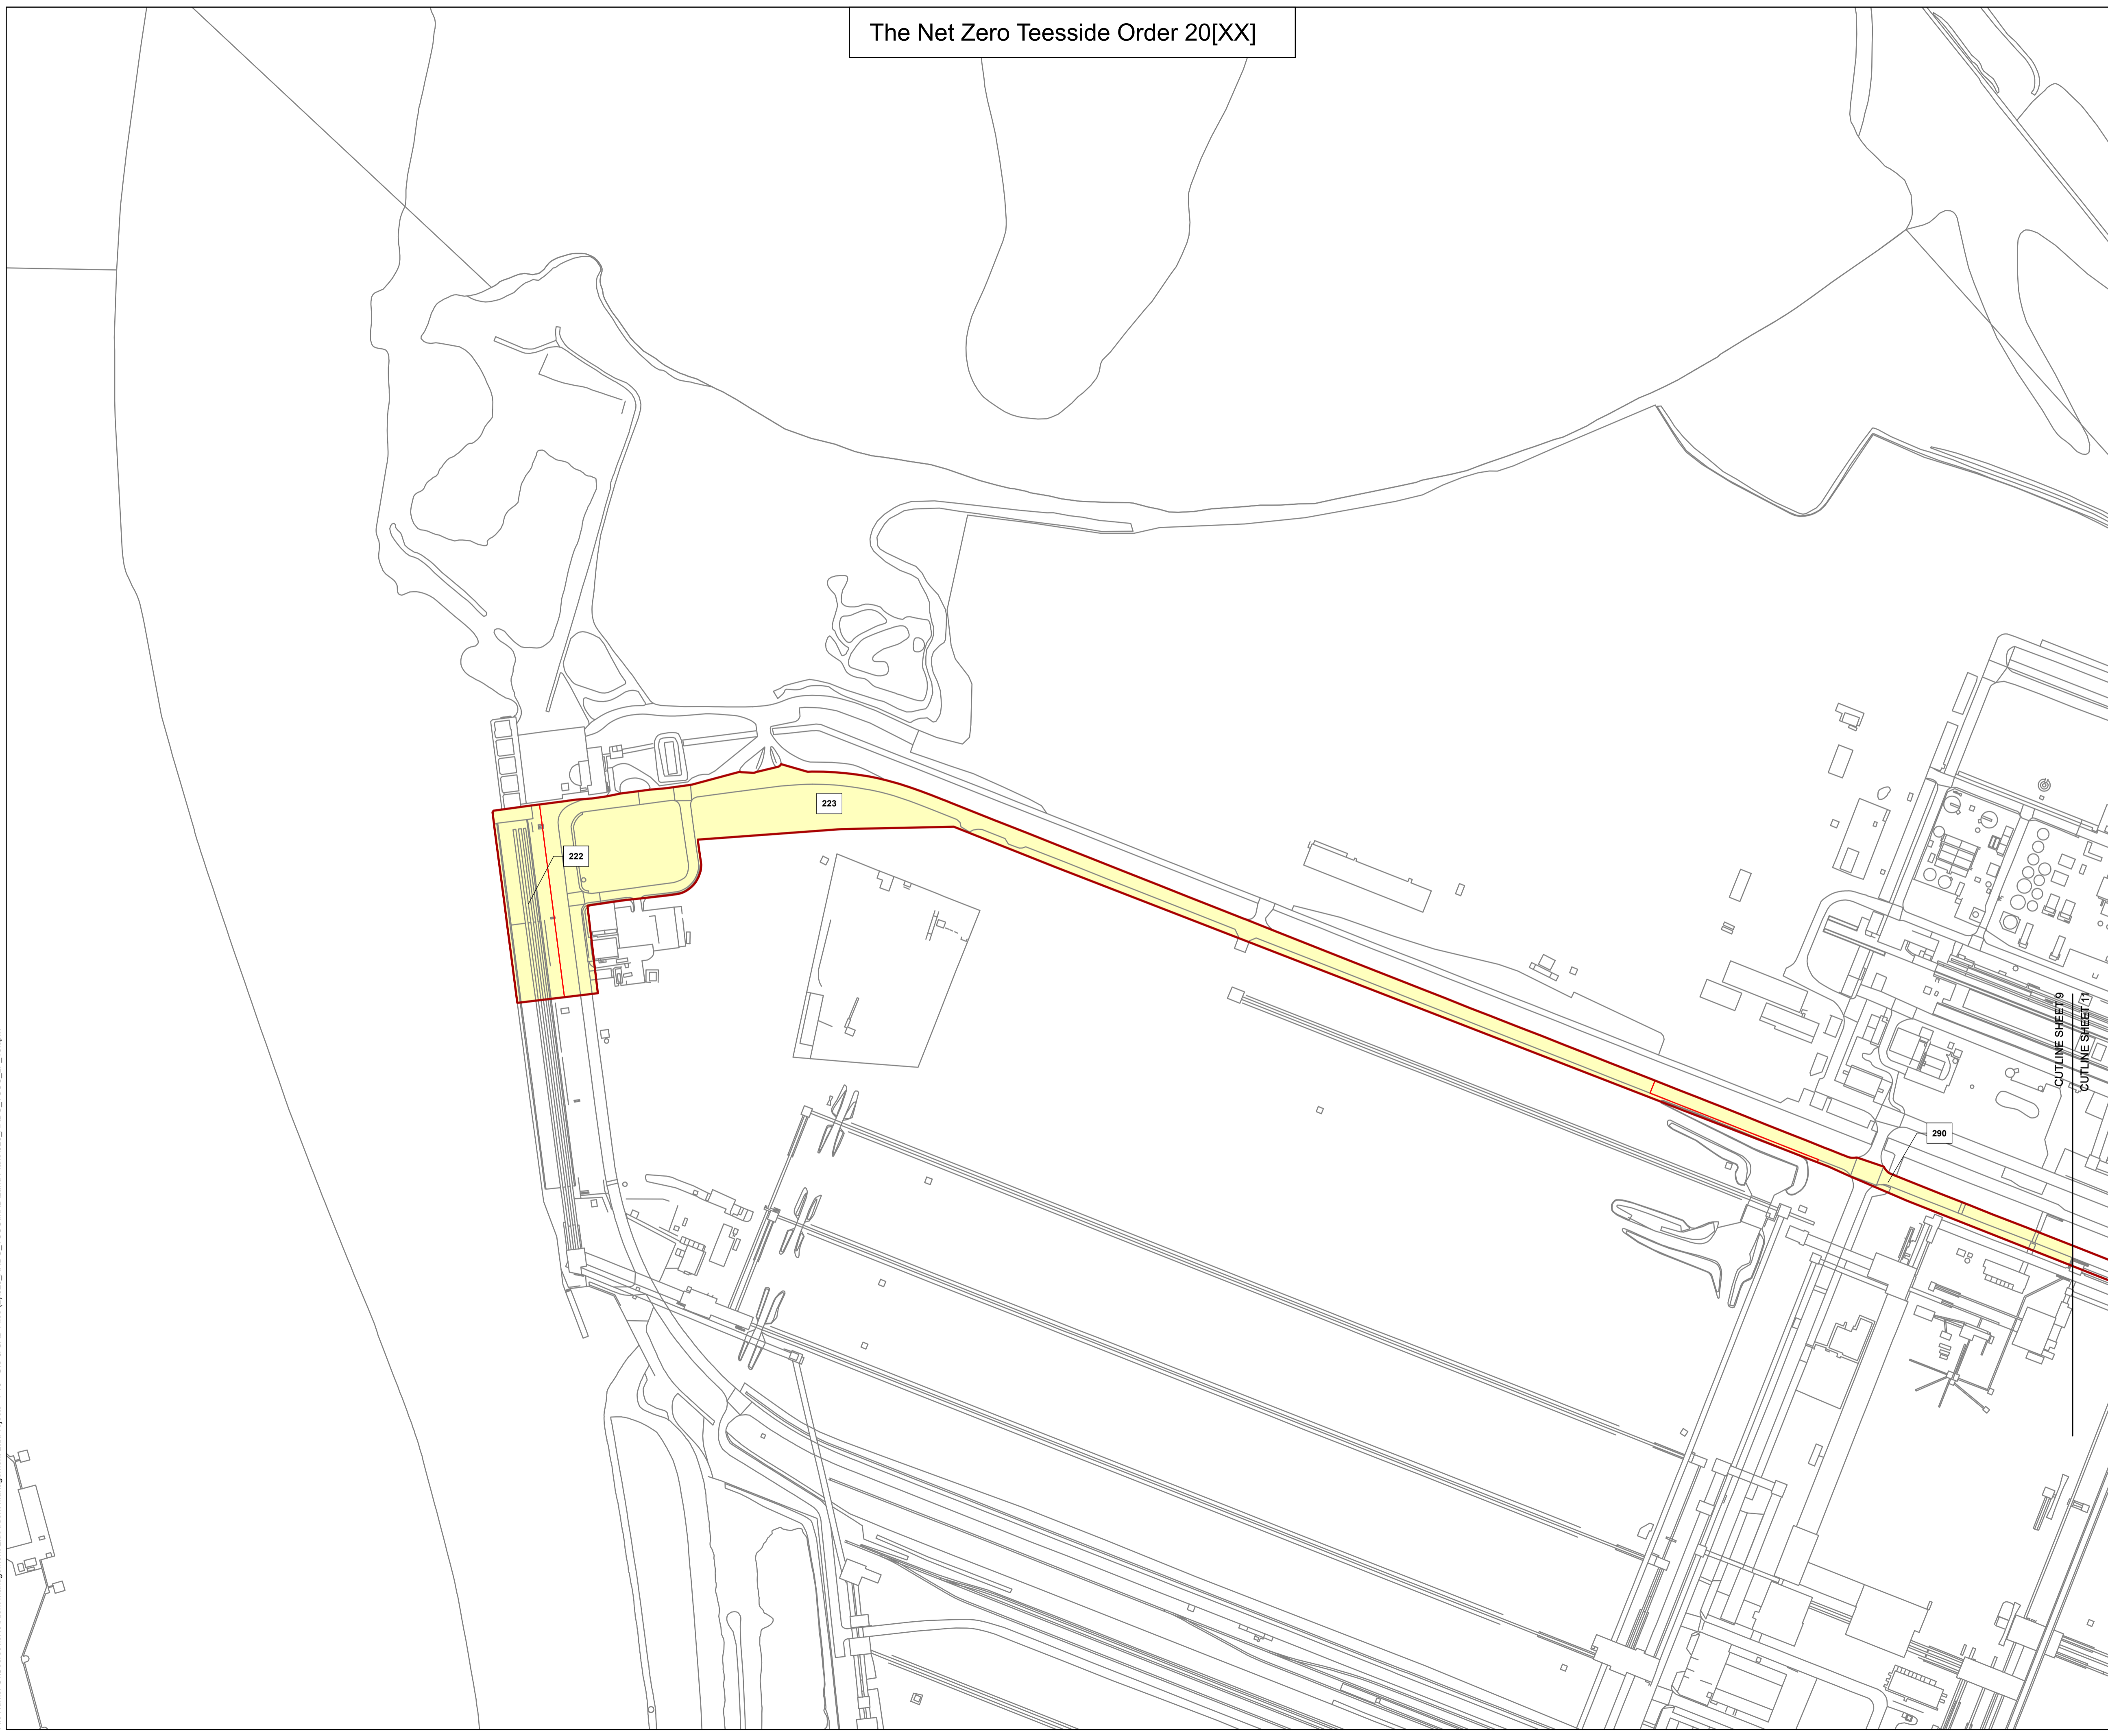 The Net Zero Teesside Order 20[XX]
223
222
290
CUTLINE SHEET 9
CUTLINE SHEET 11